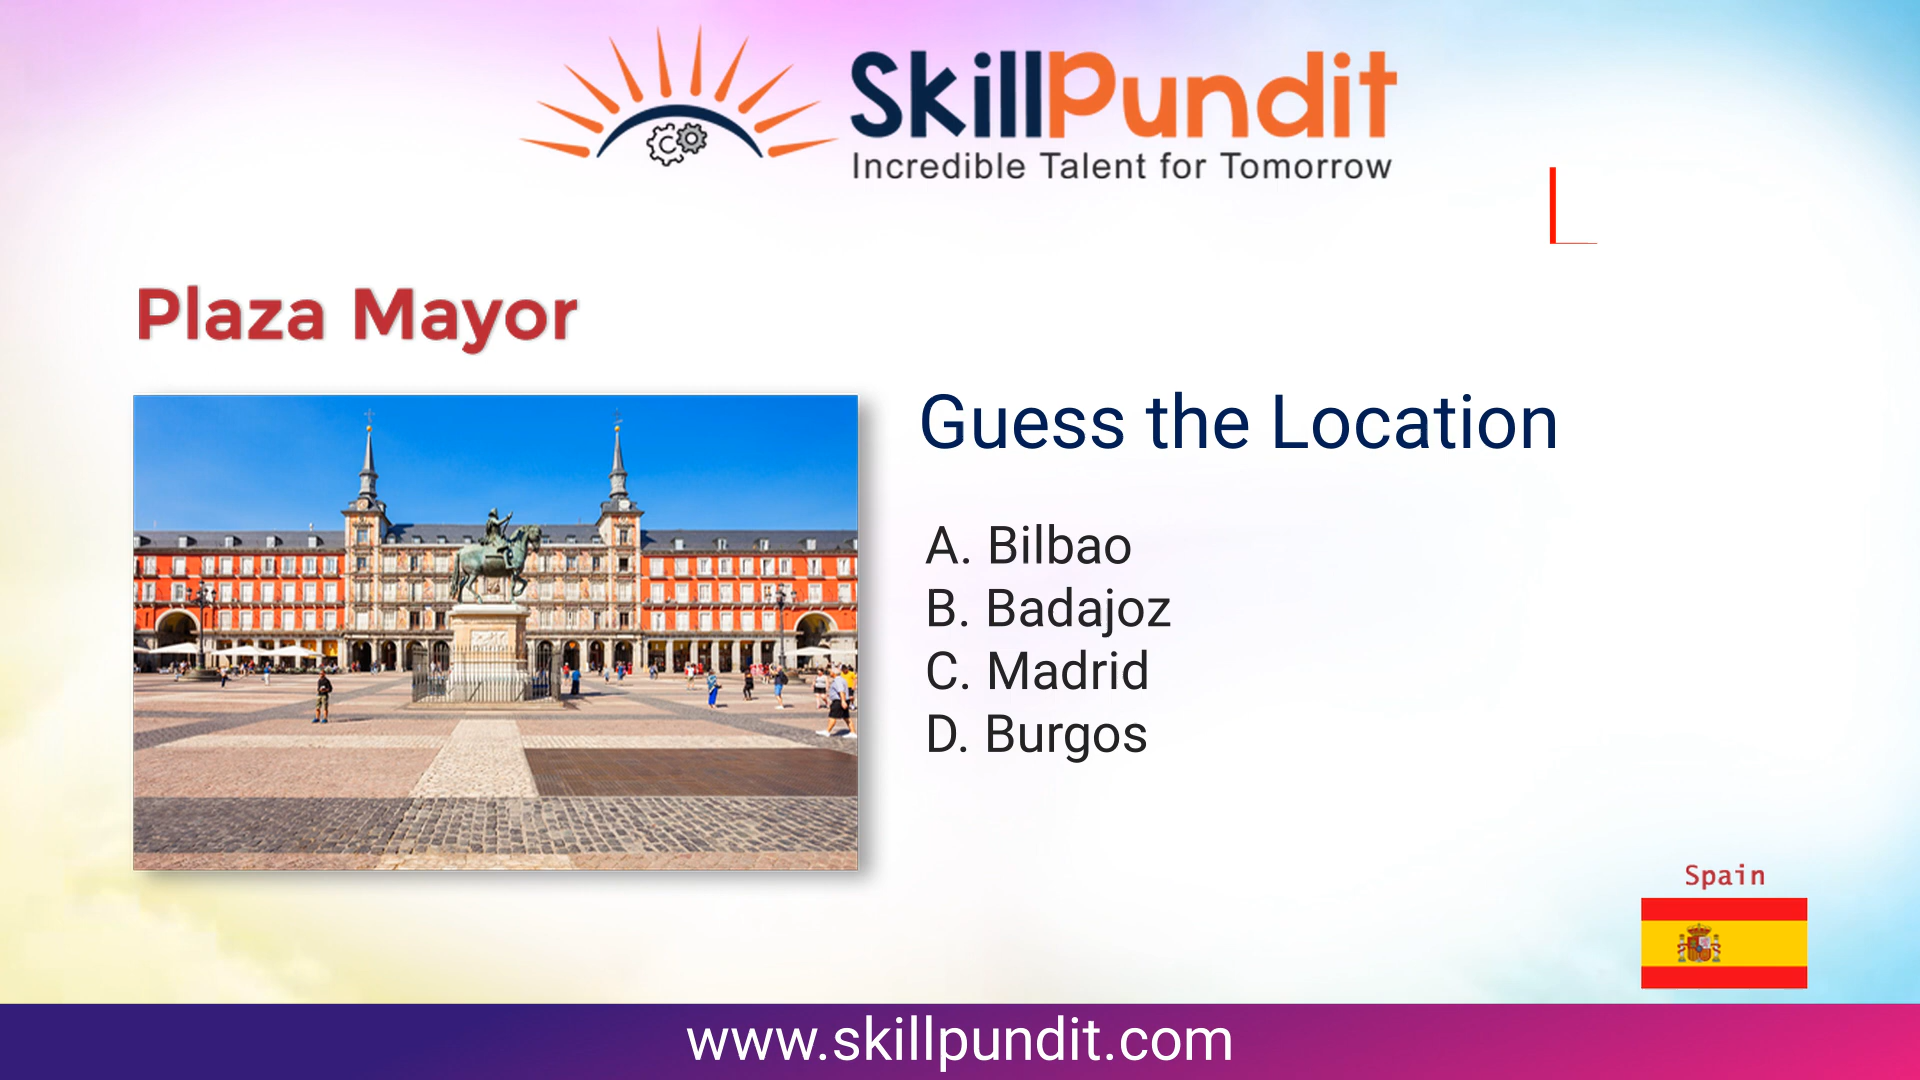 SkillPundit
Incredible Talent for Tomorrow
Plaza Mayor
Guess the Location
A. Bilbao
B. Badajoz
C. Madrid
D. Burgos
Spain
www.skillpundit.com